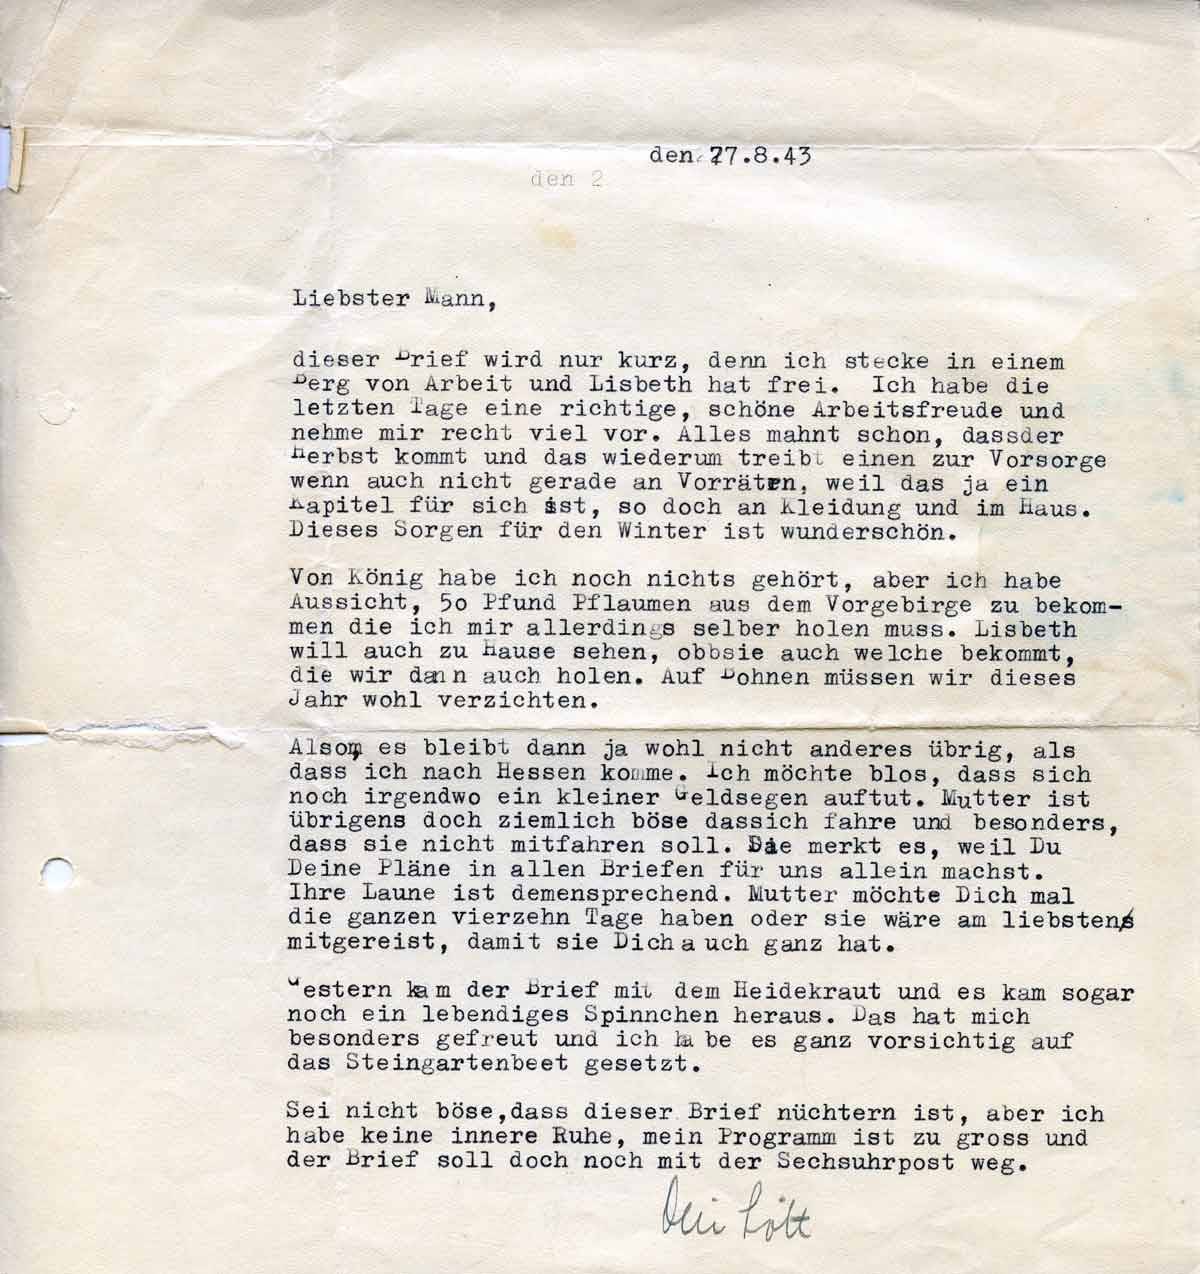 den 27.8.43
den 2
Liebster Mann,
dieser Brief wird nur kurz, denn ich stecke in einem
Berg von Arbeit und Lisbeth hat frei. Ich habe die
letzten Tage eine richtige, schöne Arbeitsfreude und
nehme mir recht viel vor. Alles mahnt schon, dassder
Herbst kommt und das wiederum treibt einen zur Vorsorge
wenn auch nicht gerade an Vorräten, weil das ja ein
Kapitel für sich ist, so doch an Kleidung und im Haus.
Dieses Sorgen für den Winter ist wunderschön.
Von König habe ich noch nichts gehört, aber ich habe
Aussicht, 5o Pfund Pflaumen aus dem Vorgebirge zu bekom-
men die ich mir allerdings selber holen muss. Lisbeth
will auch zu Hause sehen, obbsie auch welche bekommt,
die wir dann auch holen. Auf Bohnen müssen wir dieses
Jahr wohl verzichten.
Also, es bleibt dann ja wohl nicht anderes übrig, als
dass ich nach Hessen komme. Ich möchte blos, dass sich
noch irgendwo ein kleiner Geldsegen auftut. Mutter ist
übrigens doch ziemlich böse dassich fahre und besonders,
dass sie nicht mitfahren soll. Sie merkt es, weil Du
Deine Pläne in allen Briefen für uns allein machst.
Ihre Laune ist demensprechend. Mutter möchte Dich mal
die ganzen vierzehn Tage haben oder sie wäre am liebsten
mitgereist, damit sie Dich auch ganz hat.
Gestern kam der Brief mit dem Heidekraut und es kam sogar
noch ein lebendiges Spinnchen heraus. Das hat mich
besonders gefreut und ich habe es ganz vorsichtig auf
das Steingartenbeet gesetzt.
Sei nicht böse,dass dieser Brief nüchtern ist, aber ich
habe keine innere Ruhe, mein Programm ist zu gross und
der Brief soll doch noch mit der Sechsuhrpost weg.